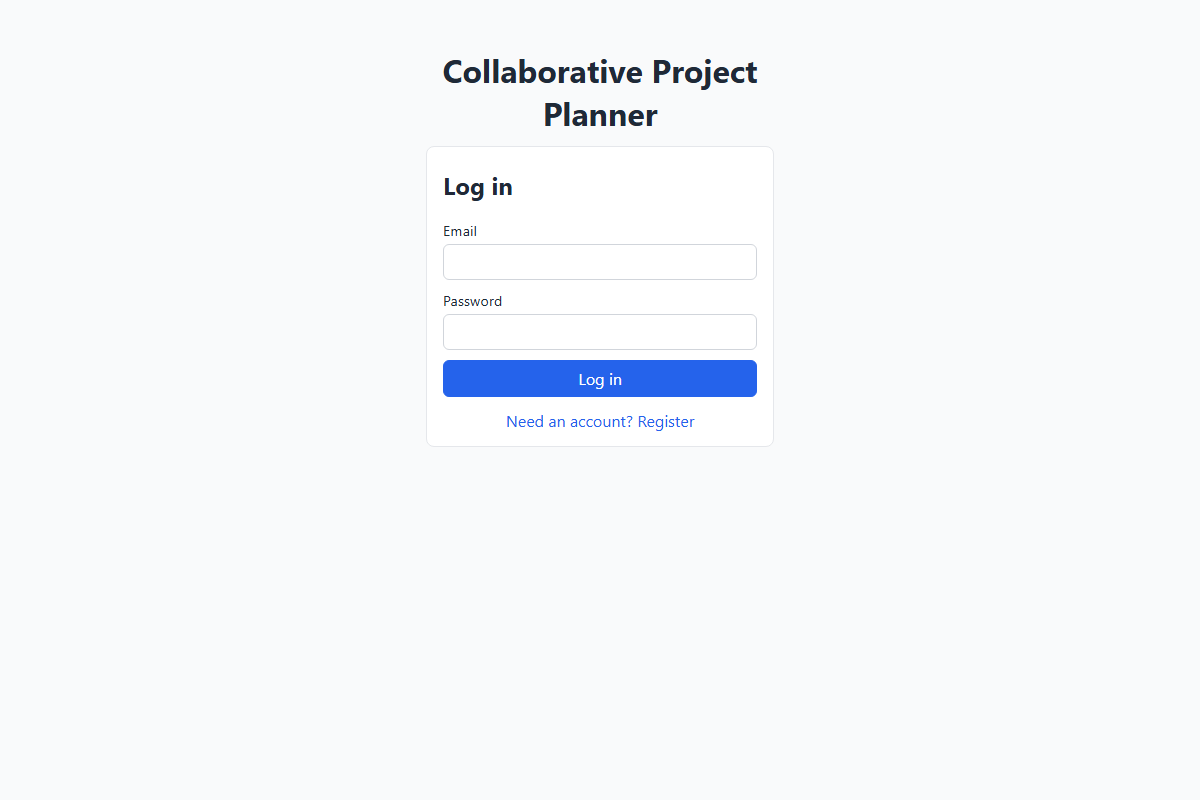 Collaborative Project
Planner
Log in
Email
Password
Log in
Need an account? Register